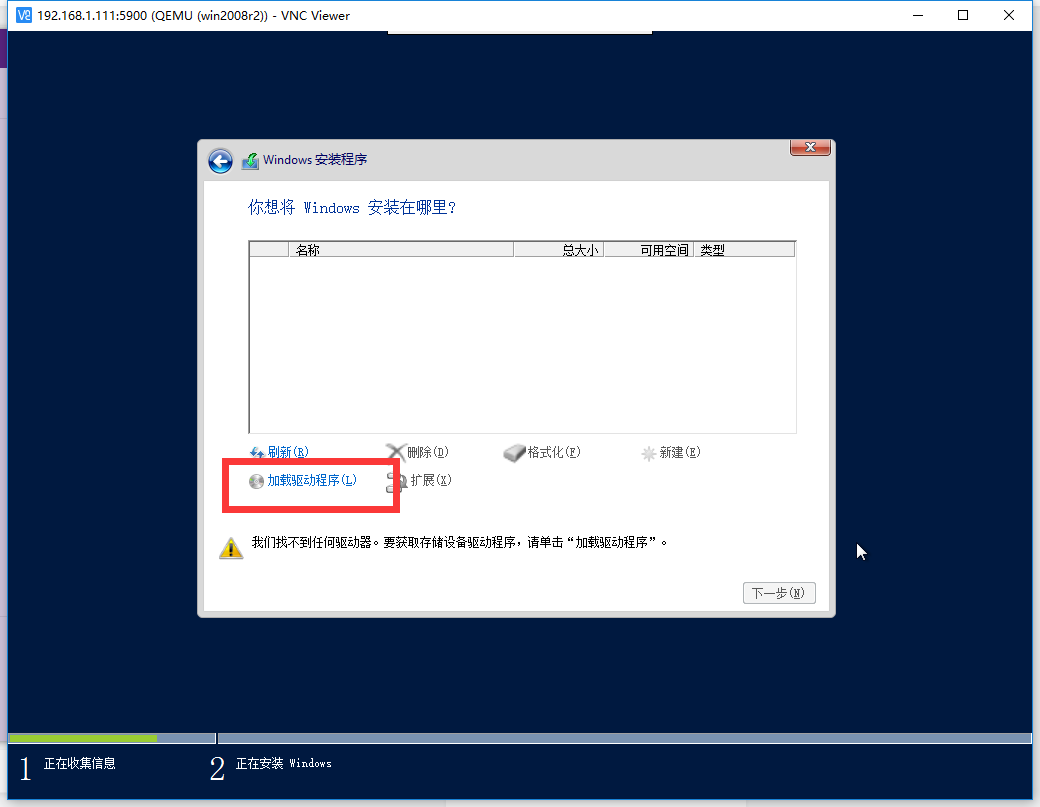 192.168.1.111:5900 (QEMU (win2008r2)) - VNC Viewer
Windows 安装程序
你想将 Windows 安装在哪里?
名称 总大小 可用空间 类型
刷新(R) 删除(D) 格式化(F) 新建(E)
加载驱动程序(L) 扩展(X)
我们找不到任何驱动器。要获取存储设备驱动程序，请单击“加载驱动程序”。
下一步(N)
1 正在收集信息 2 正在安装 Windows